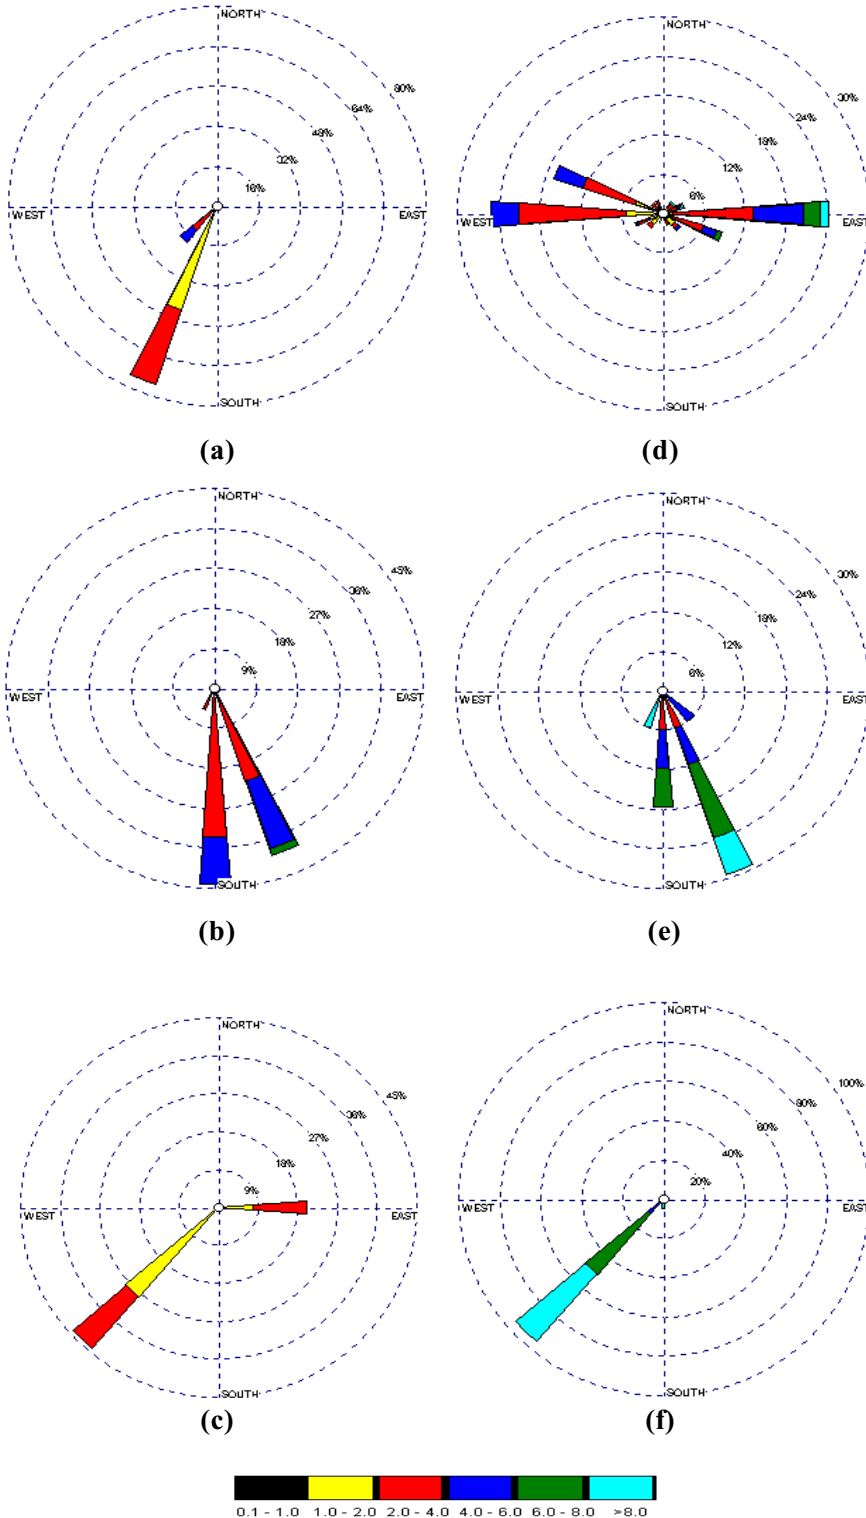 NORTH
80%
64%
48%
32%
16%
WEST
EAST
SOUTH
(a)
NORTH
30%
24%
18%
12%
6%
WEST
EAST
SOUTH
(d)
NORTH
45%
36%
27%
18%
9%
WEST
EAST
SOUTH
(b)
NORTH
30%
24%
18%
12%
6%
WEST
EAST
SOUTH
(e)
NORTH
45%
36%
27%
18%
9%
WEST
EAST
SOUTH
(c)
NORTH
100%
80%
60%
40%
20%
WEST
EAST
SOUTH
(f)
0.1 - 1.0 1.0 - 2.0 2.0 - 4.0 4.0 - 6.0 6.0 - 8.0 >8.0